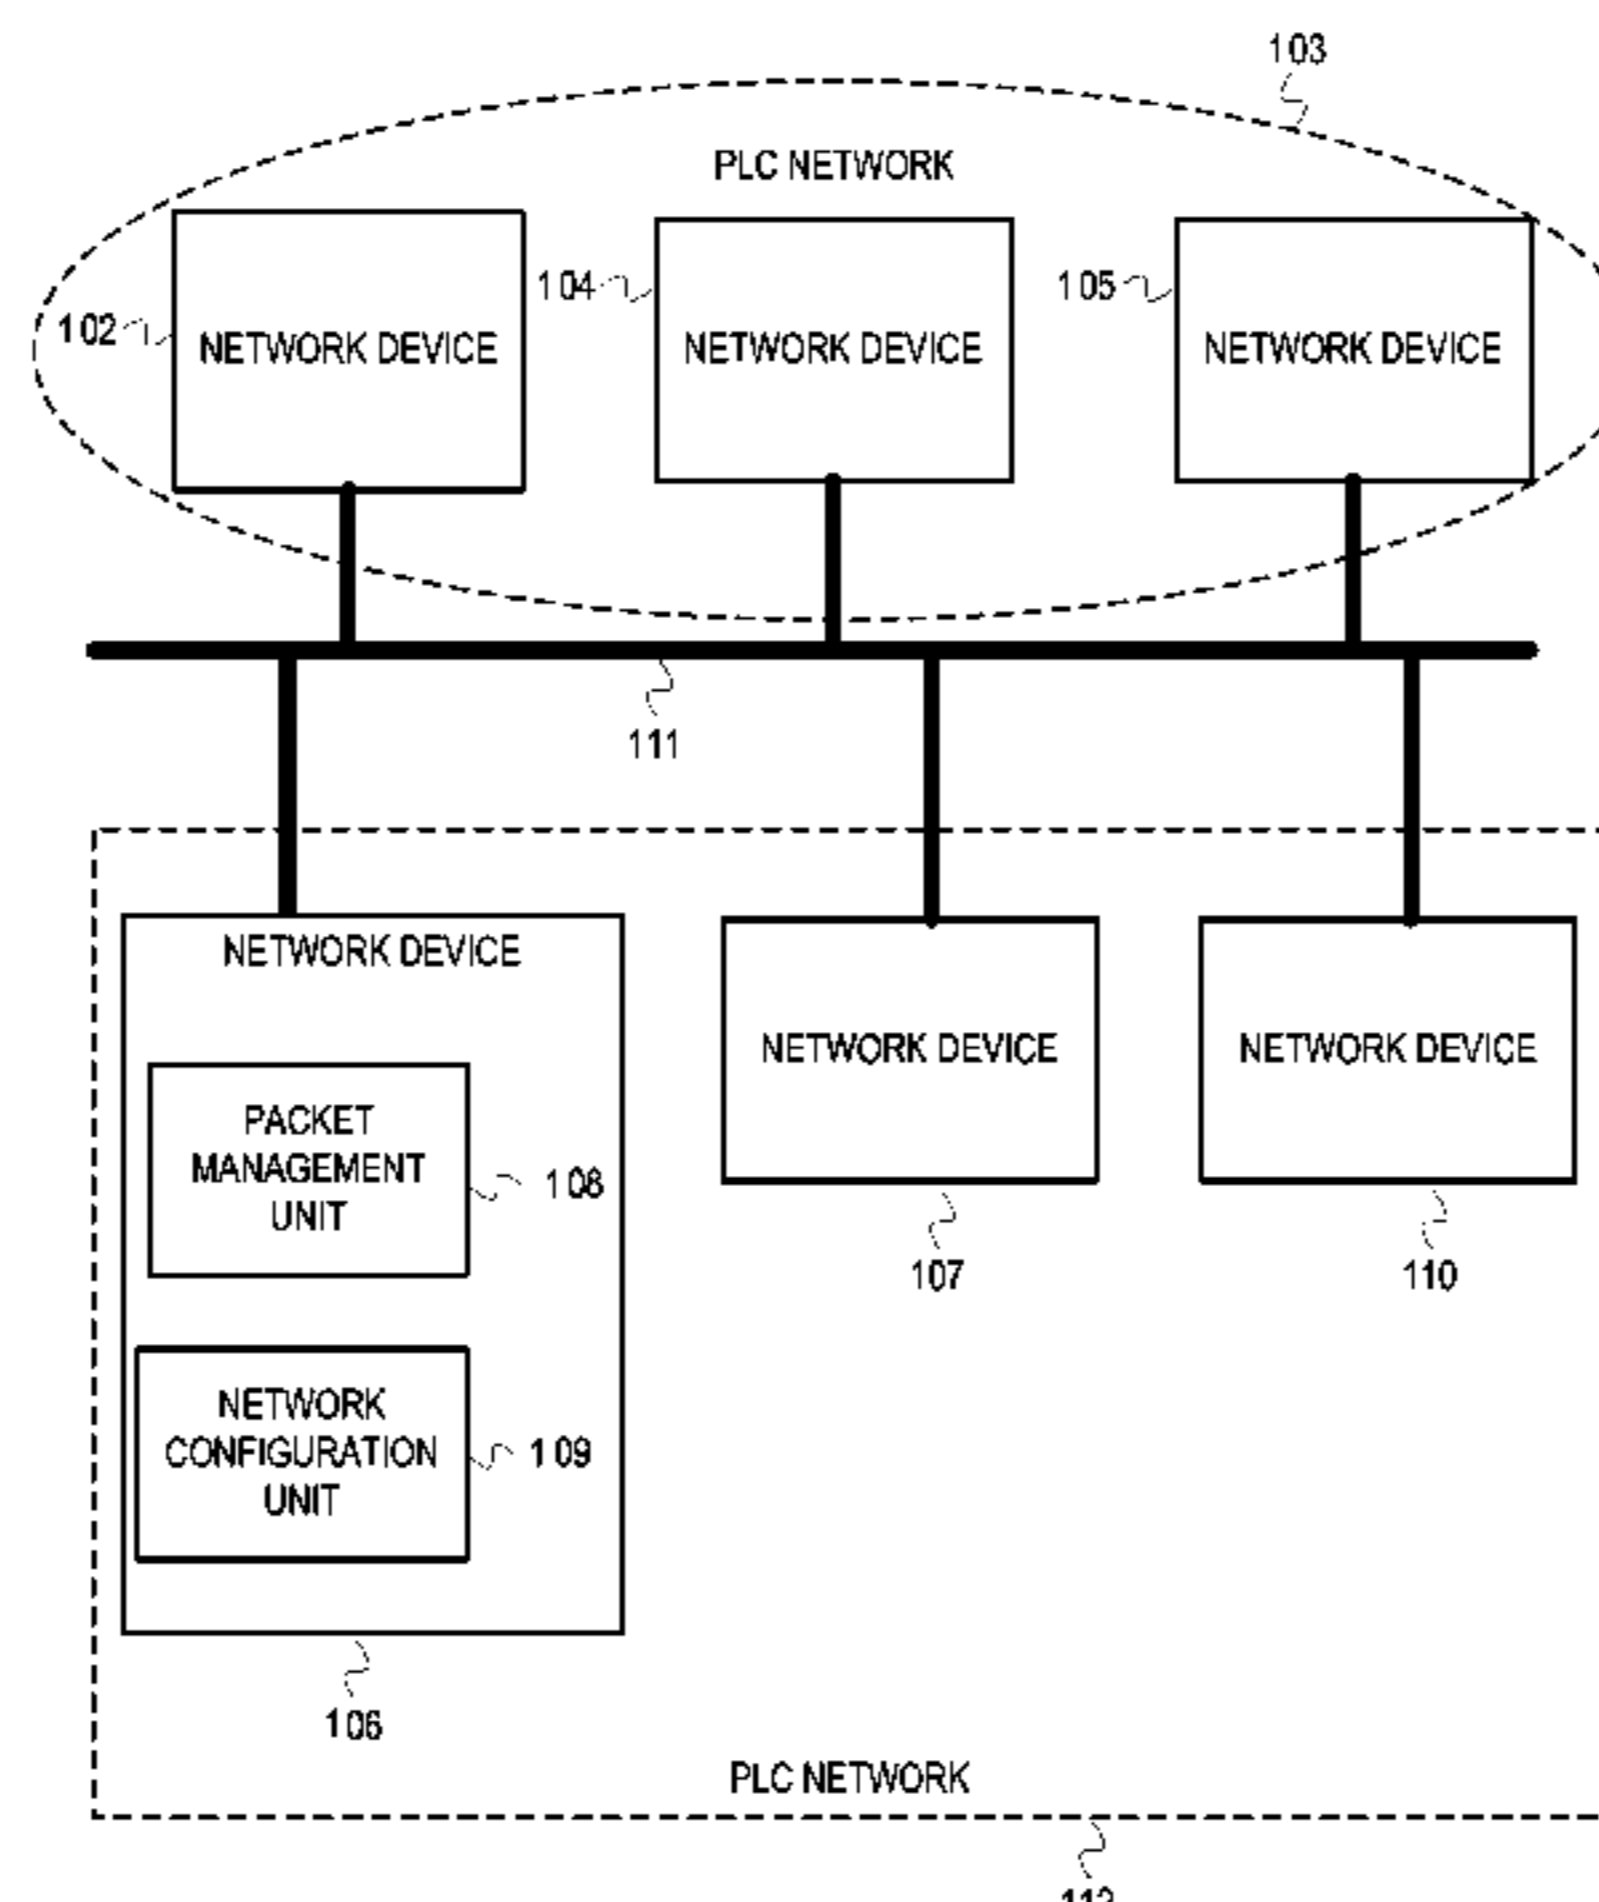 103
PLC NETWORK
102
NETWORK DEVICE
104
NETWORK DEVICE
105
NETWORK DEVICE
111
NETWORK DEVICE
PACKET
MANAGEMENT
UNIT
108
NETWORK
CONFIGURATION
UNIT
109
106
NETWORK DEVICE
107
NETWORK DEVICE
110
PLC NETWORK